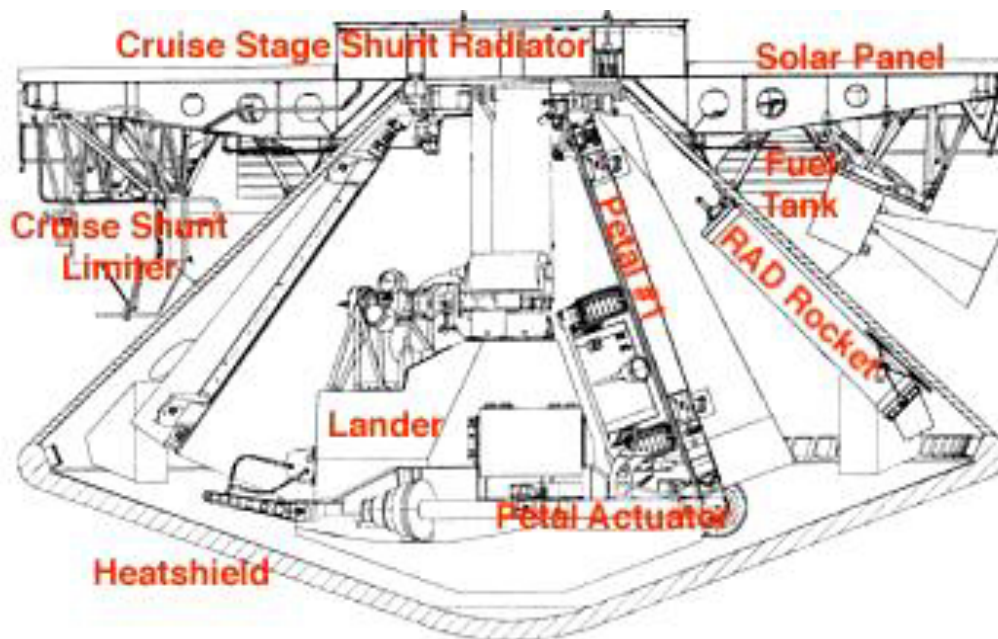 Cruise Stage Shunt Radiator
Solar Panel
Fuel
Tank
Cruise Shunt
Limiter
Petal #1
RAD Rocket
Lander
Petal Actuator
Heatshield